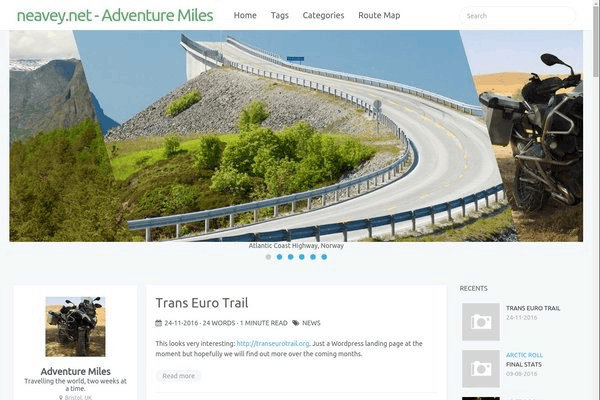 neavey.net - Adventure Miles
Home
Tags
Categories
Route Map
Search
Atlantic Coast Highway, Norway
Adventure Miles
Travelling the world, two weeks at
a time.
Bristol, UK
Trans Euro Trail
24-11-2016 · 24 WORDS · 1 MINUTE READ
NEWS
This looks very interesting: http://transeurotrail.org. Just a Wordpress landing page at the
moment but hopefully we will find out more over the coming months.
Read more
RECENTS
TRANS EURO TRAIL
24-11-2016
ARCTIC ROLL
FINAL STATS
09-08-2016